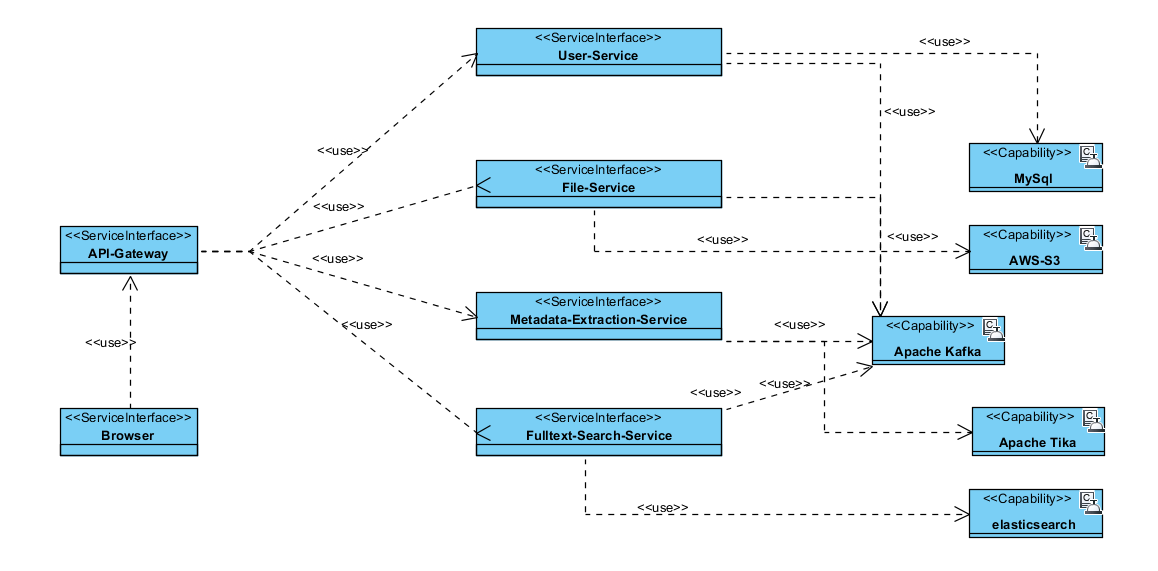 <<ServiceInterface>>
User-Service
<<use>>
<<use>>
<<use>>
<<Capability>>
MySql
<<ServiceInterface>>
File-Service
<<use>>
<<ServiceInterface>>
API-Gateway
<<use>>
<<use>>
<<Capability>>
AWS-S3
<<use>>
<<ServiceInterface>>
Metadata-Extraction-Service
<<use>>
<<use>>
<<Capability>>
Apache Kafka
<<use>>
<<use>>
<<use>>
<<ServiceInterface>>
Browser
<<ServiceInterface>>
Fulltext-Search-Service
<<Capability>>
Apache Tika
<<use>>
<<Capability>>
elasticsearch